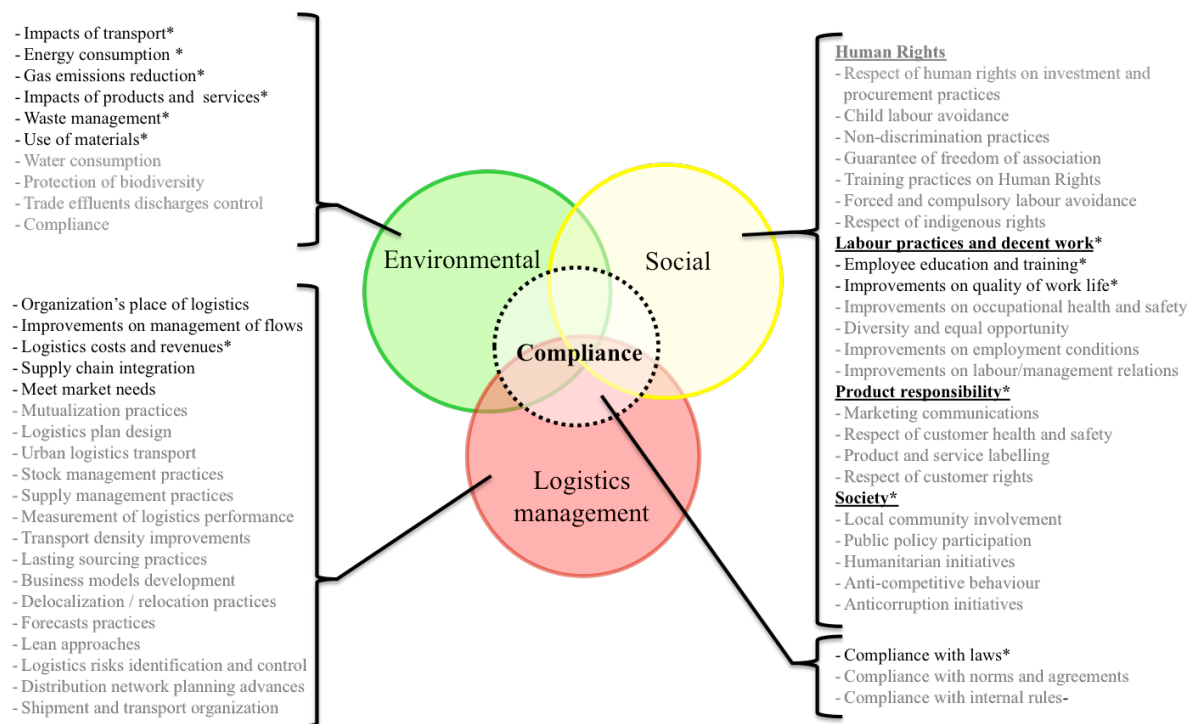 - Impacts of transport*
- Energy consumption *
- Gas emissions reduction*
- Impacts of products and services*
- Waste management*
- Use of materials*
- Water consumption
- Protection of biodiversity
- Trade effluents discharges control
- Compliance
- Organization's place of logistics
- Improvements on management of flows
- Logistics costs and revenues*
- Supply chain integration
- Meet market needs
- Mutualization practices
- Logistics plan design
- Urban logistics transport
- Stock management practices
- Supply management practices
- Measurement of logistics performance
- Transport density improvements
- Lasting sourcing practices
- Business models development
- Delocalization / relocation practices
- Forecasts practices
- Lean approaches
- Logistics risks identification and control
- Distribution network planning advances
- Shipment and transport organization
Environmental
Social
Compliance
Logistics
management
Human Rights
- Respect of human rights on investment and
procurement practices
- Child labour avoidance
- Non-discrimination practices
- Guarantee of freedom of association
- Training practices on Human Rights
- Forced and compulsory labour avoidance
- Respect of indigenous rights
Labour practices and decent work*
- Employee education and training*
- Improvements on quality of work life*
- Improvements on occupational health and safety
- Diversity and equal opportunity
- Improvements on employment conditions
- Improvements on labour/management relations
Product responsibility*
- Marketing communications
- Respect of customer health and safety
- Product and service labelling
- Respect of customer rights
Society*
- Local community involvement
- Public policy participation
- Humanitarian initiatives
- Anti-competitive behaviour
- Anticorruption initiatives
- Compliance with laws*
- Compliance with norms and agreements
- Compliance with internal rules-